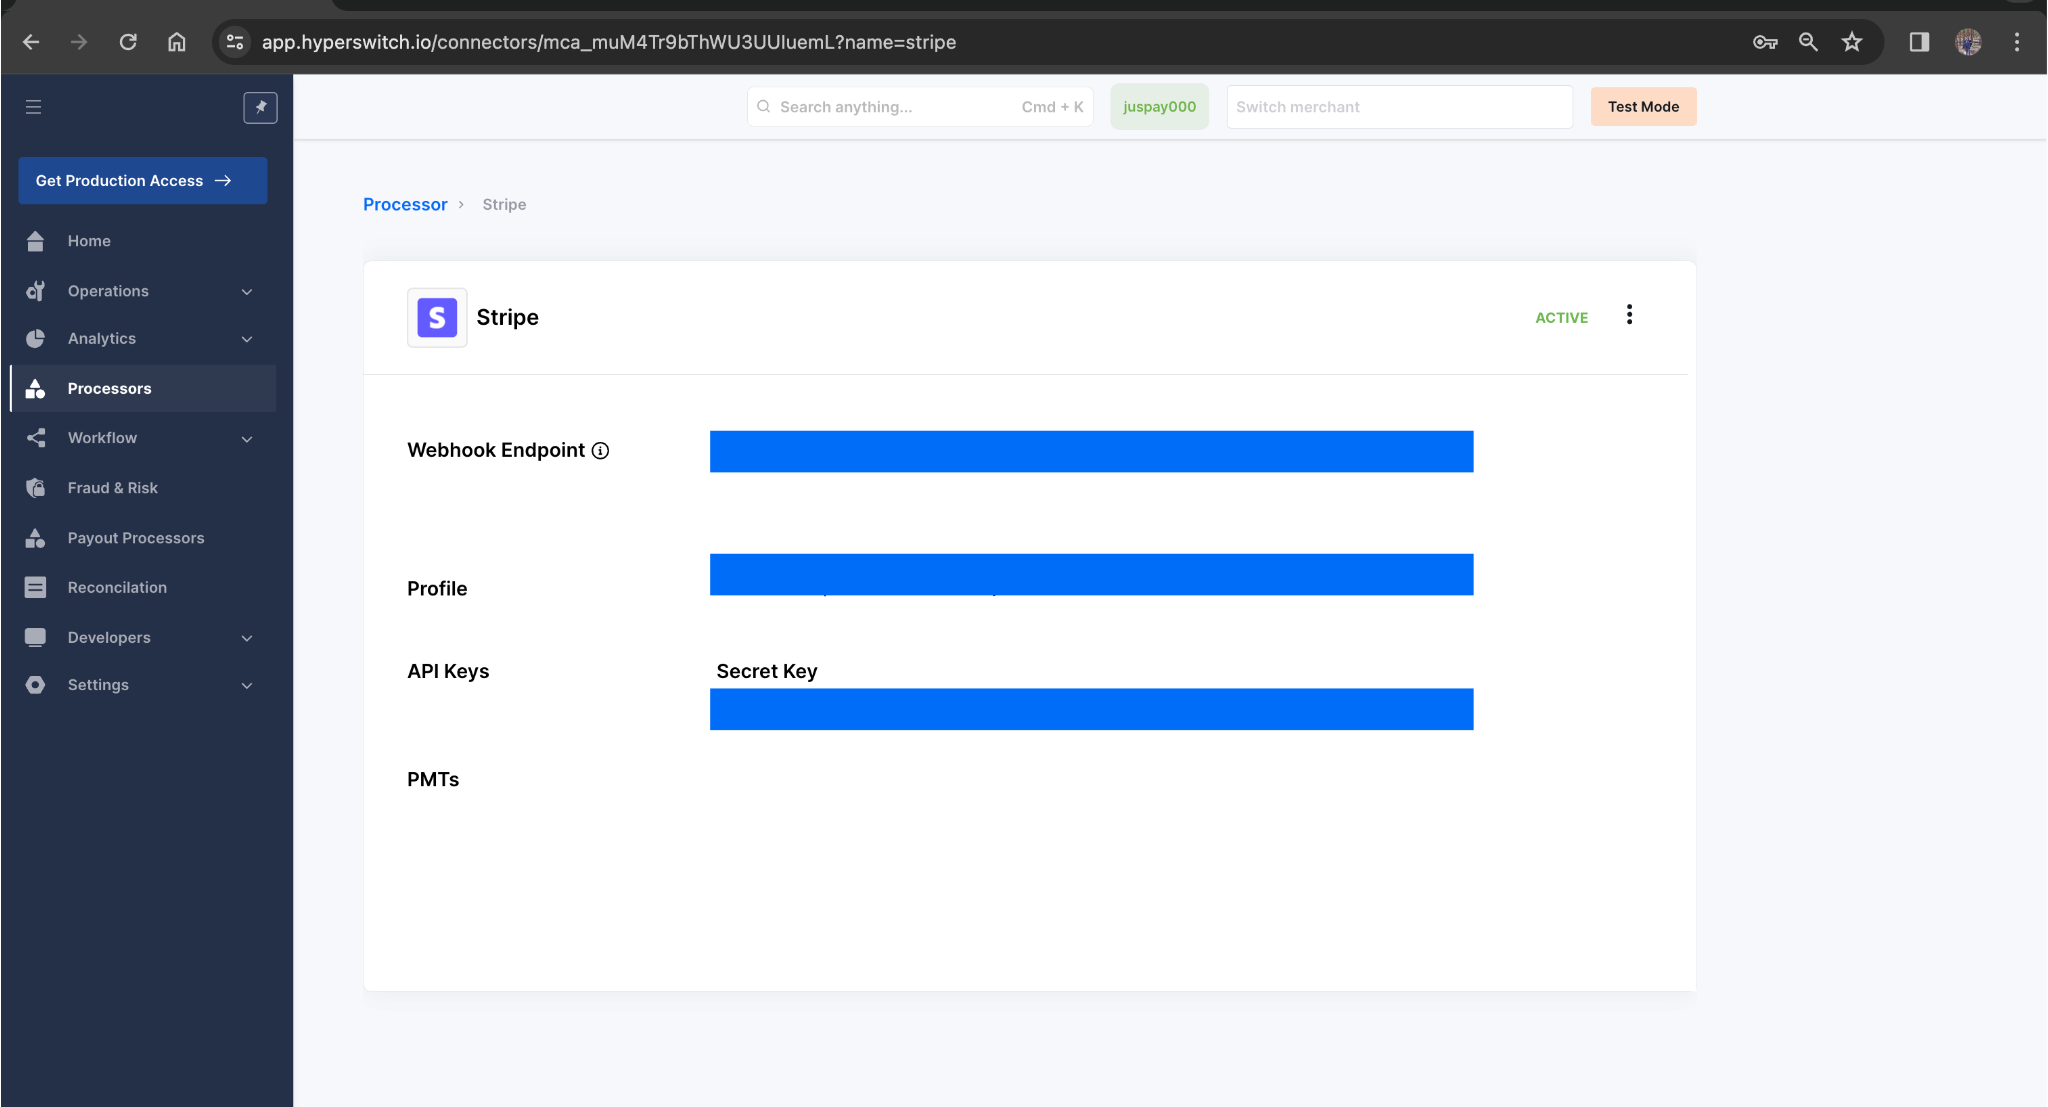 app.hyperswitch.io/connectors/mca_muM4Tr9bThWU3UUIuemL?name=stripe
Search anything... Cmd + K
juspay000
Switch merchant
Test Mode
Get Production Access
Home
Operations
Analytics
Processors
Workflow
Fraud & Risk
Payout Processors
Reconcilation
Developers
Settings
Processor > Stripe
S Stripe
ACTIVE
Webhook Endpoint
Profile
API Keys
Secret Key
PMTs